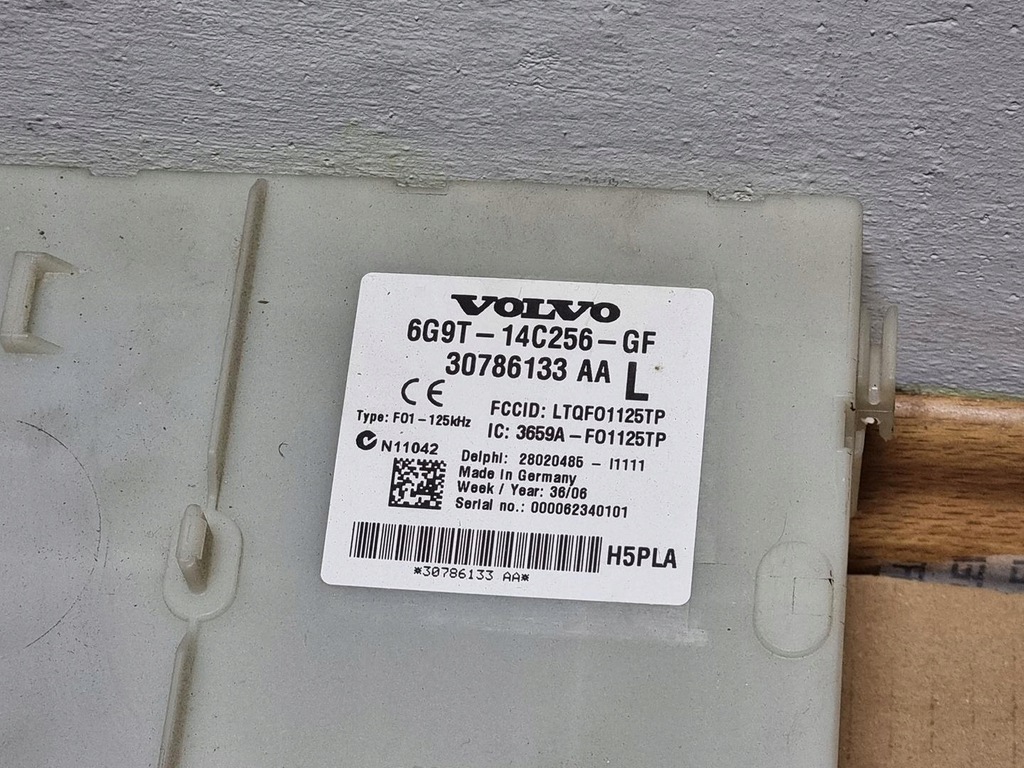 VOLVO
6G9T-14C256-GF
30786133 AA L
CE
Type: F01-125kHz
FCCID: LTQF01125TP
IC: 3659A-F01125TP
N11042
Delphi: 28020485 - I1111
Made in Germany
Week / Year: 36/06
Serial no.: 000062340101
H5PLA
*30786133 AA*